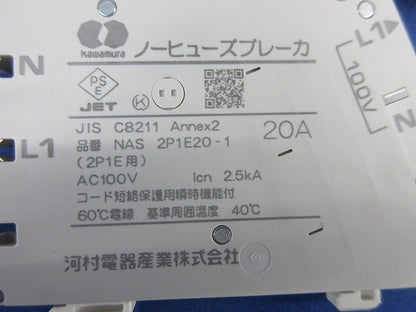 kawamura
ノーヒューズブレーカ
L1
N
PS
E
JET
K
100V
N
JIS C8211 Annex2
20A
L1
品番 NAS 2P1E20-1
(2P1E用)
AC100V Icn 2.5kA
コード短絡保護用瞬時機能付
60℃電線 基準周囲温度 40℃
河村電器産業株式会社